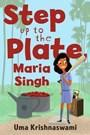 Step
up to the
Plate,
Maria
Singh
Uma Krishnaswami